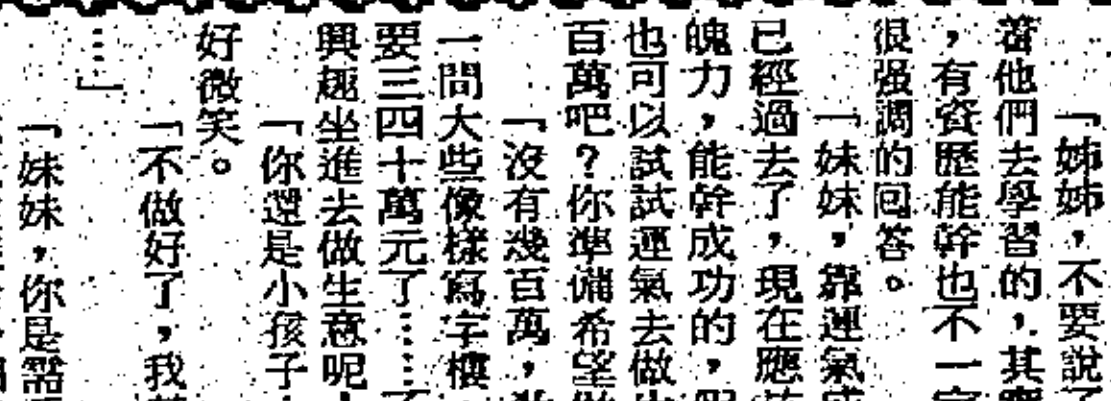 「姊姊,不要說了
著他們去學習的,其實
,有資歷能幹也不一定
很强調的回答。
「妹妹,靠運氣成
已經過去了,現在應該
魄力,能幹成功的,
也可以試試運氣去做
百萬吧?你準備希望做
「沒有幾百萬,
一間大些像樣寫字樓
要三四十萬元了……
興趣坐進去做生意呢
「你還是小孩子
好微笑。
「不做好了,我
…」
「妹妹,你是需